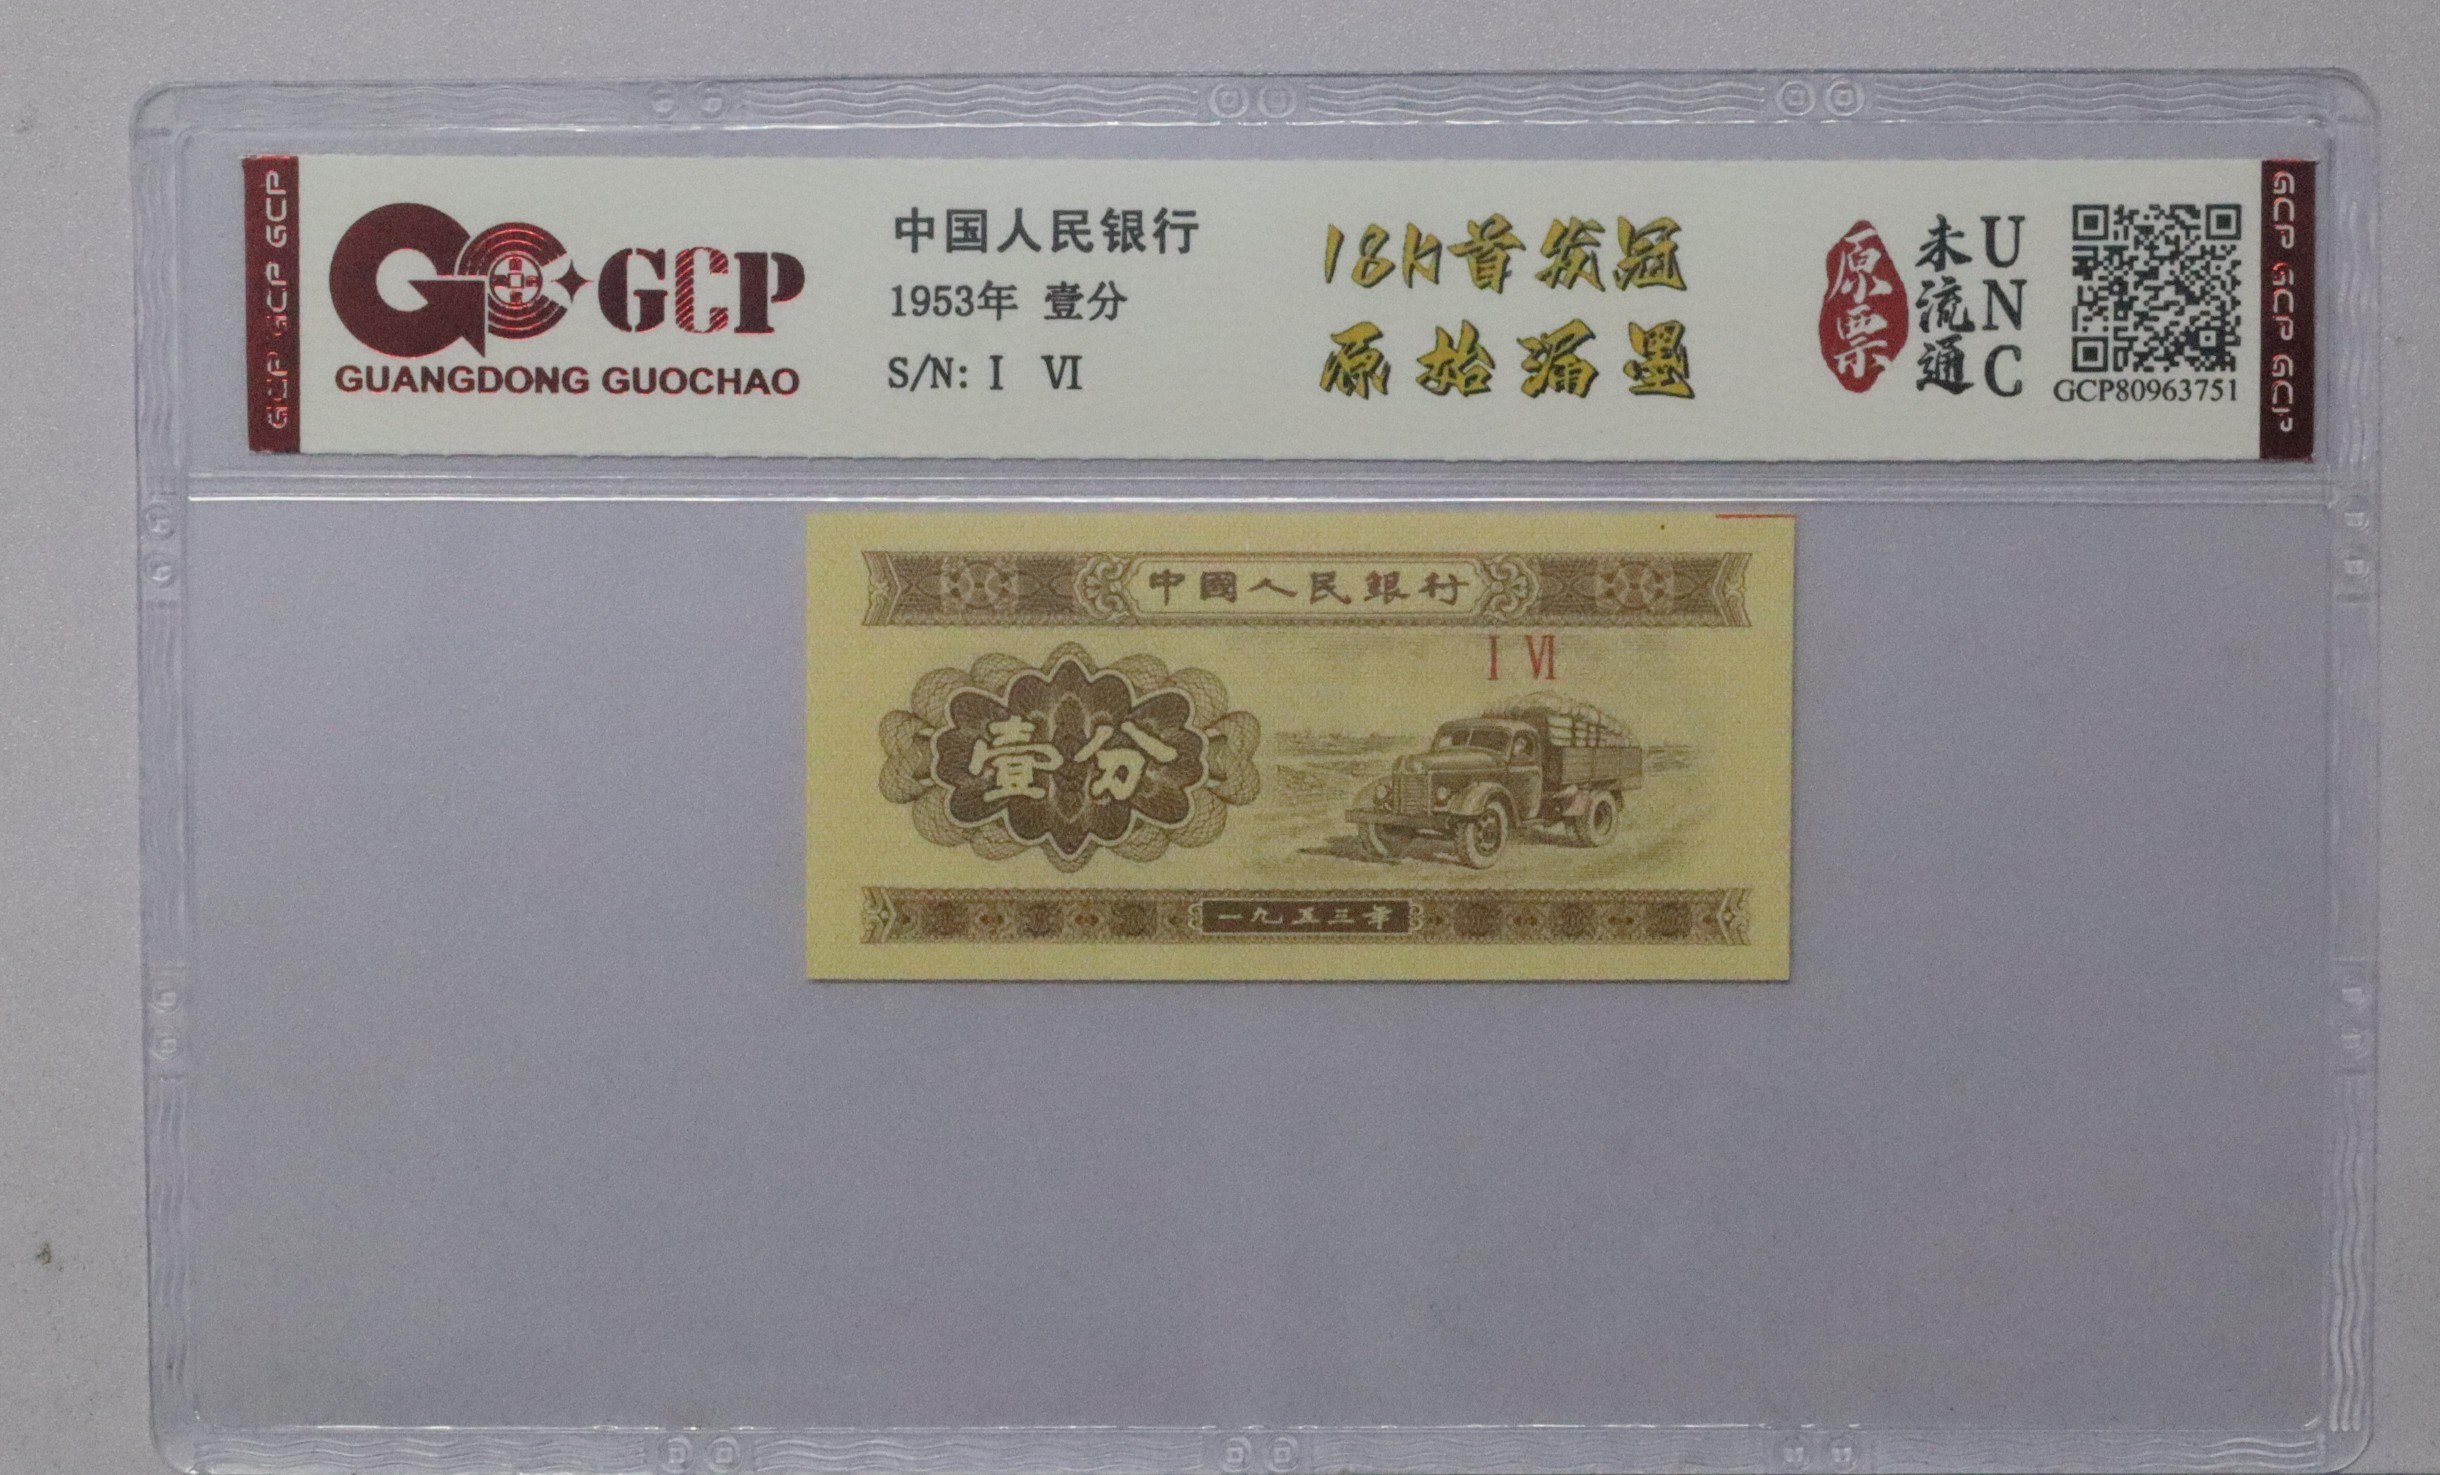 GCP GCP GCP
GCP
GUANGDONG GUOCHAO
中国人民银行
1953年 壹分
S/N: I VI
18k首发冠
原始漏墨
原票
未流通
UNC
GCP80963751
GCP GCP GCP
中國人民銀行
I VI
壹分
一九五三年